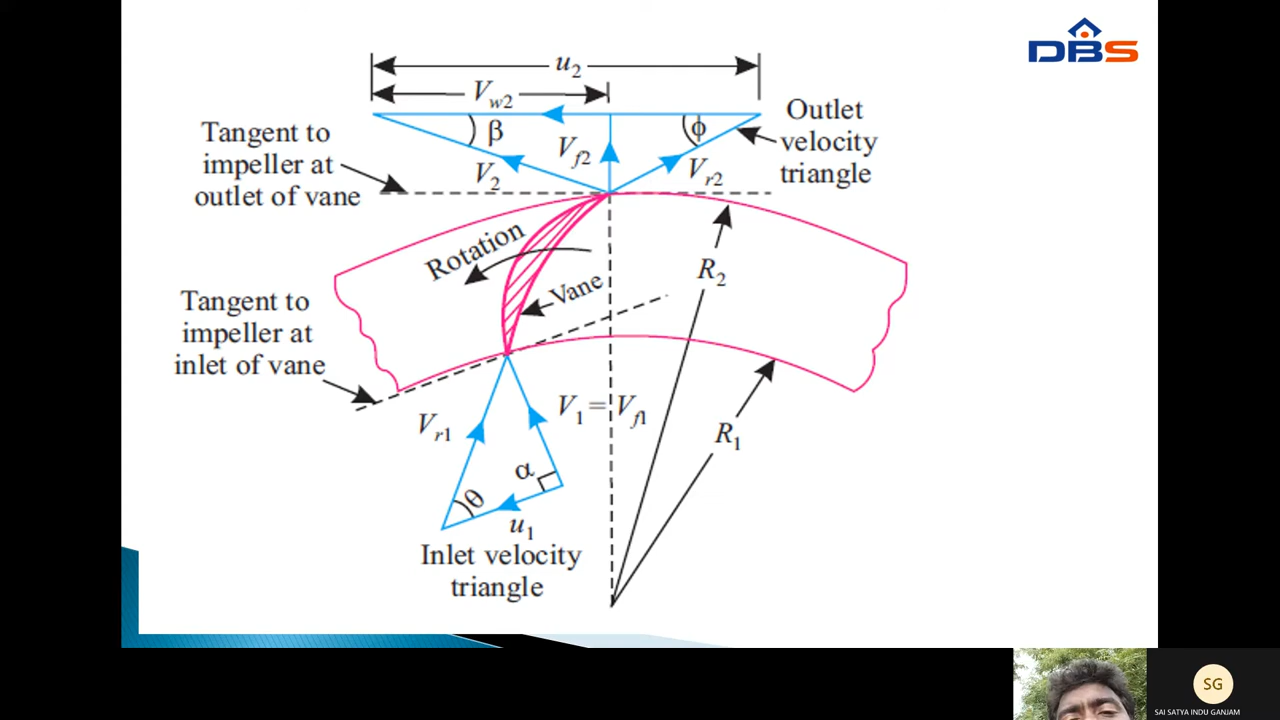 DBS
u2
Vw2
β
ϕ
Vf2
V2
Vr2
Outlet
velocity
triangle
Tangent to
impeller at
outlet of vane
Rotation
Vane
R2
Tangent to
impeller at
inlet of vane
Vr1
V1 = Vf1
R1
α
θ
u1
Inlet velocity
triangle
SG
SAI SATYA INDU GANJAM